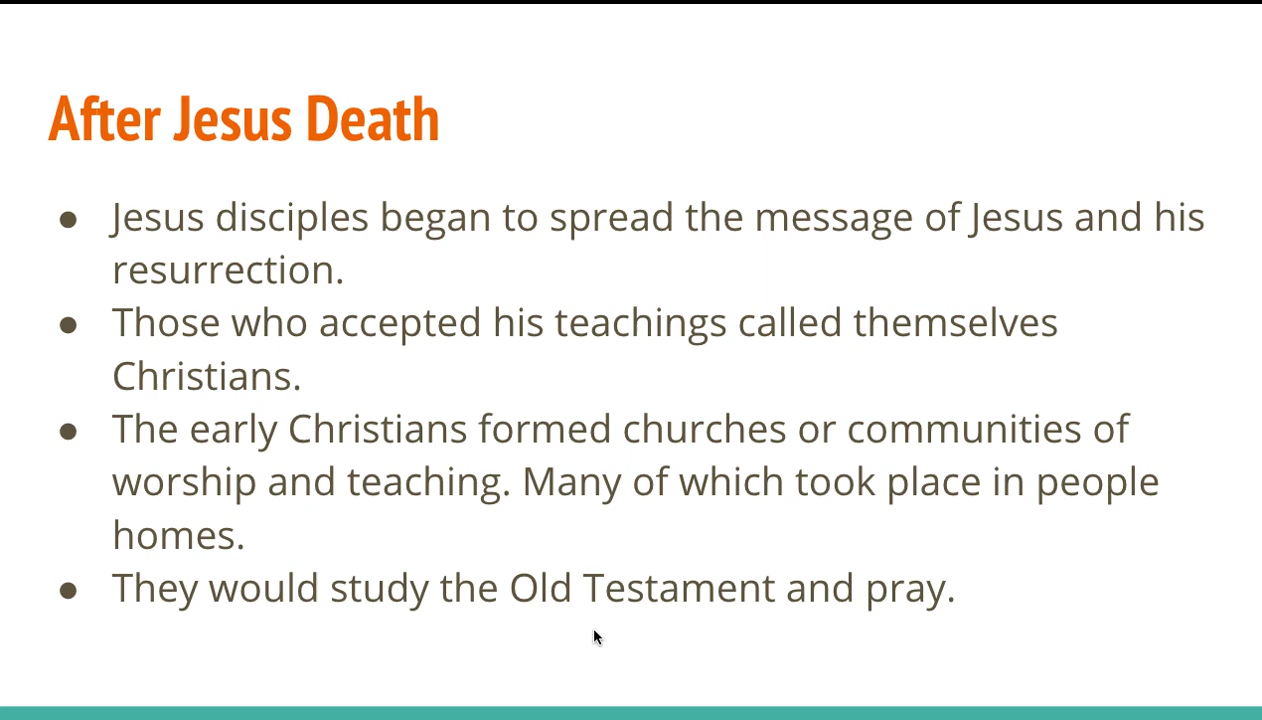 After Jesus Death
● Jesus disciples began to spread the message of Jesus and his
resurrection.
● Those who accepted his teachings called themselves
Christians.
● The early Christians formed churches or communities of
worship and teaching. Many of which took place in people
homes.
● They would study the Old Testament and pray.